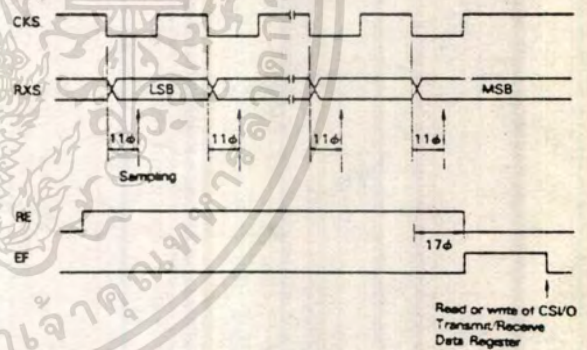 CKS
RXS LSB MSB
11φ 11φ 11φ 11φ
Sampling
RE
17φ
EF
Read or write of CSI/O
Transmit/Receive
Data Register